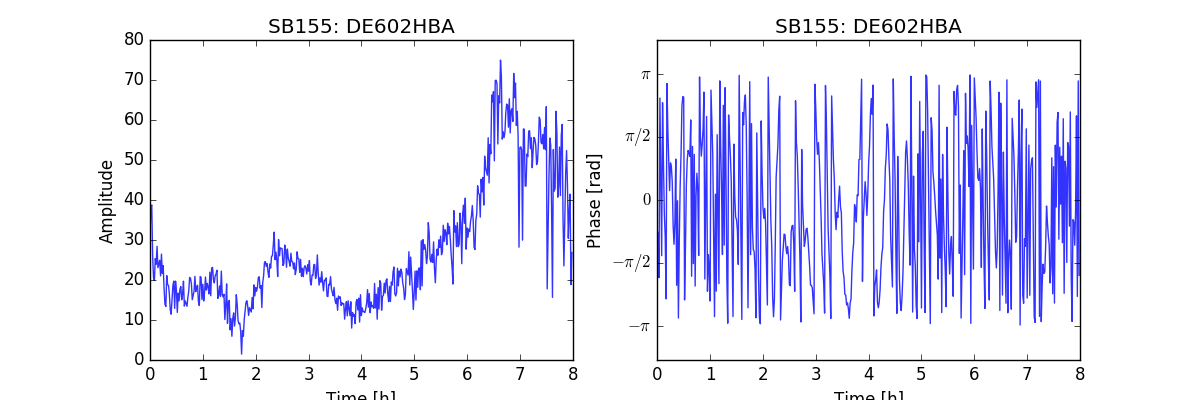 SB155: DE602HBA
80
70
60
50
40
30
20
10
0
Amplitude
0 1 2 3 4 5 6 7 8
Time [h]
SB155: DE602HBA
π
π/2
0
−π/2
−π
Phase [rad]
0 1 2 3 4 5 6 7 8
Time [h]